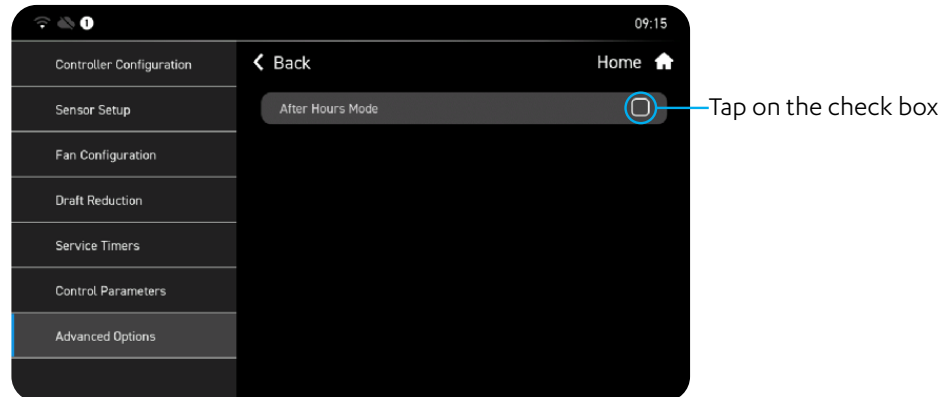 1 09:15
Controller Configuration
Sensor Setup
Fan Configuration
Draft Reduction
Service Timers
Control Parameters
Advanced Options
Back Home
After Hours Mode
Tap on the check box